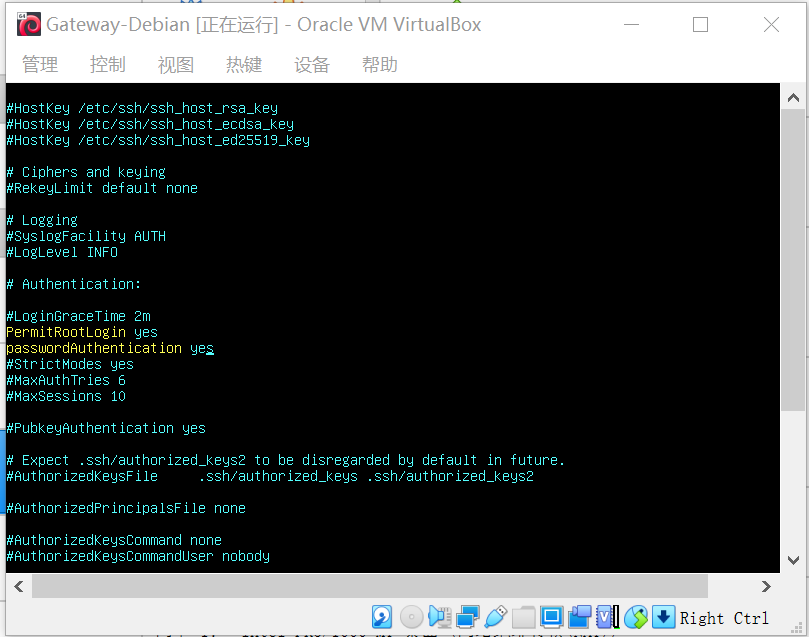 64
Gateway-Debian [正在运行] - Oracle VM VirtualBox
管理 控制 视图 热键 设备 帮助
#HostKey /etc/ssh/ssh_host_rsa_key
#HostKey /etc/ssh/ssh_host_ecdsa_key
#HostKey /etc/ssh/ssh_host_ed25519_key
# Ciphers and keying
#RekeyLimit default none
# Logging
#SyslogFacility AUTH
#LogLevel INFO
# Authentication:
#LoginGraceTime 2m
PermitRootLogin yes
passwordAuthentication yes
#StrictModes yes
#MaxAuthTries 6
#MaxSessions 10
#PubkeyAuthentication yes
# Expect .ssh/authorized_keys2 to be disregarded by default in future.
#AuthorizedKeysFile     .ssh/authorized_keys .ssh/authorized_keys2
#AuthorizedPrincipalsFile none
#AuthorizedKeysCommand none
#AuthorizedKeysCommandUser nobody
Right Ctrl